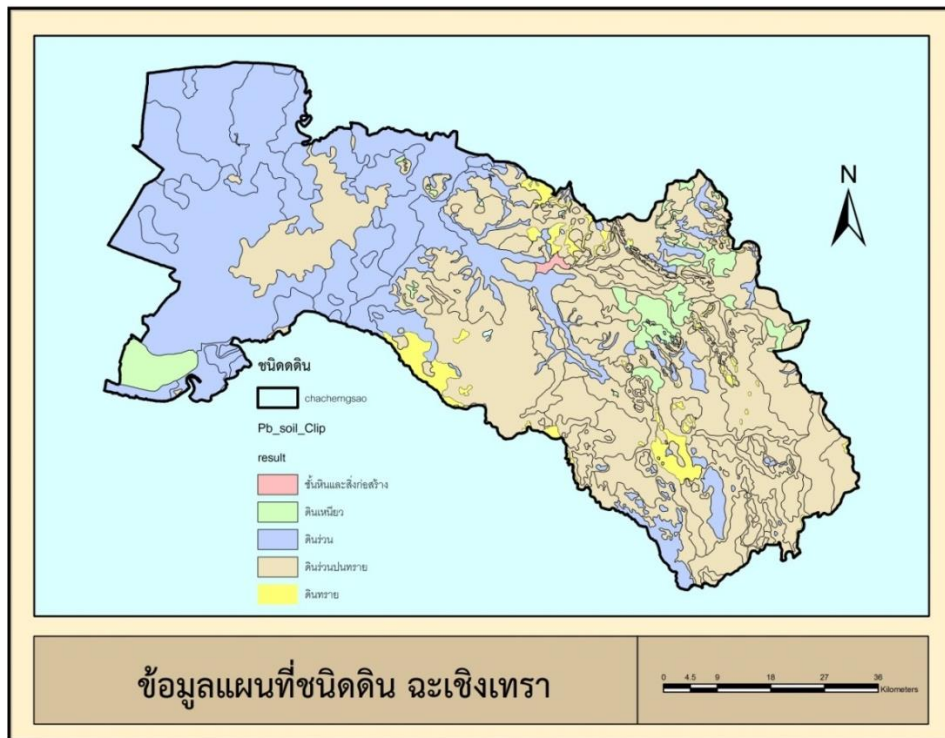 N
ชนิดดิน
chacherngsao
Pb_soil_Clip
result
ชั้นหินและสิ่งก่อสร้าง
ดินเหนียว
ดินร่วน
ดินร่วนปนทราย
ดินทราย
ข้อมูลแผนที่ชนิดดิน ฉะเชิงเทรา
0 4.5 9 18 27 36
Kilometers